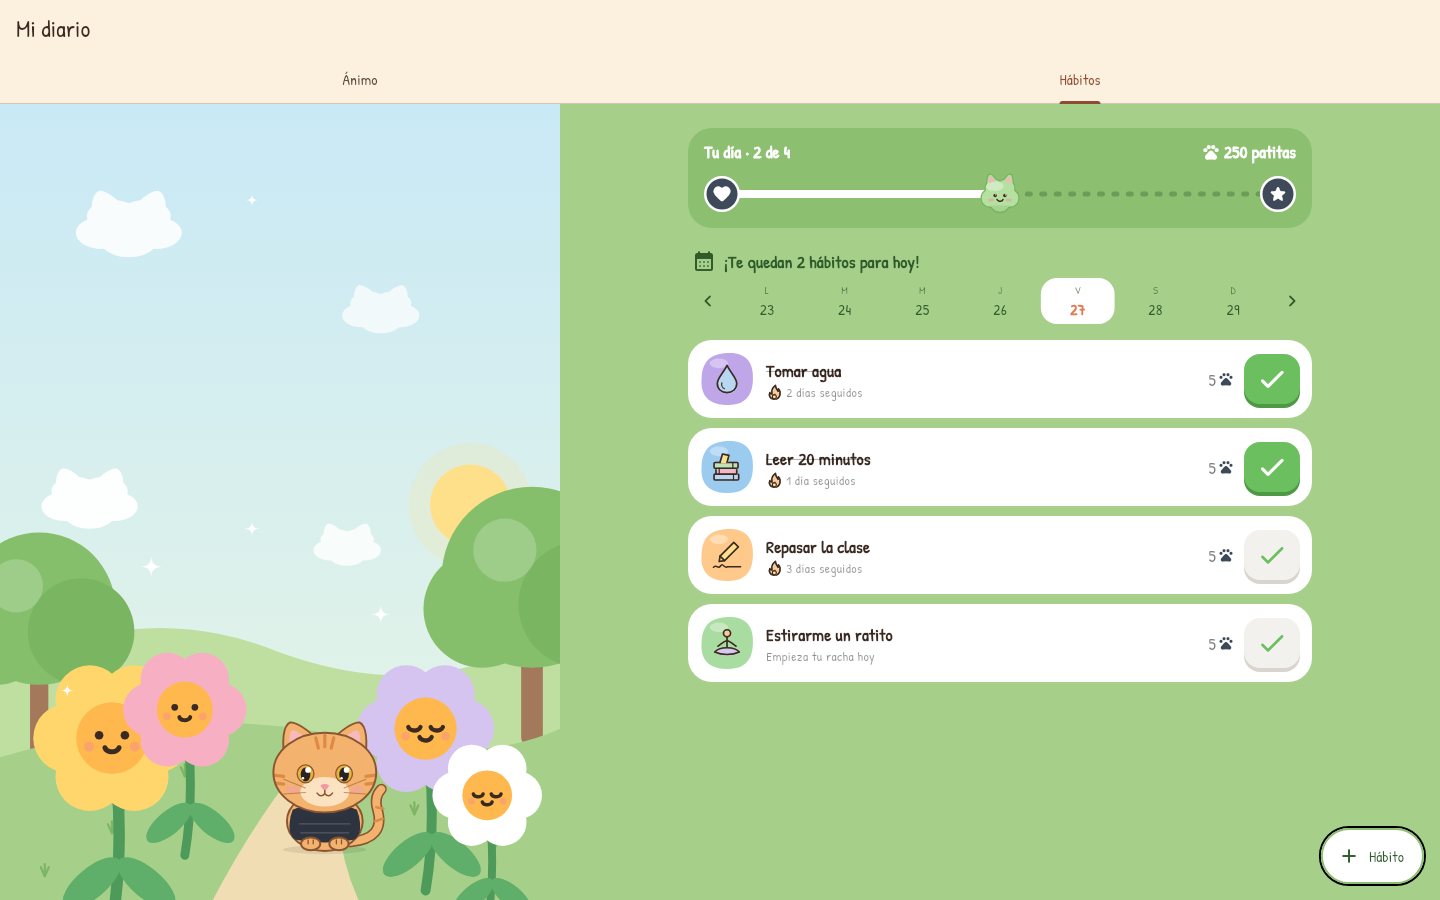 Mi diario
Ánimo
Hábitos
Tu día · 2 de 4
250 patitas
¡Te quedan 2 hábitos para hoy!
L M M J V S D
23 24 25 26 27 28 29
Tomar agua
2 días seguidos
5
Leer 20 minutos
1 día seguidos
5
Repasar la clase
3 días seguidos
5
Estirarme un ratito
Empieza tu racha hoy
5
Hábito